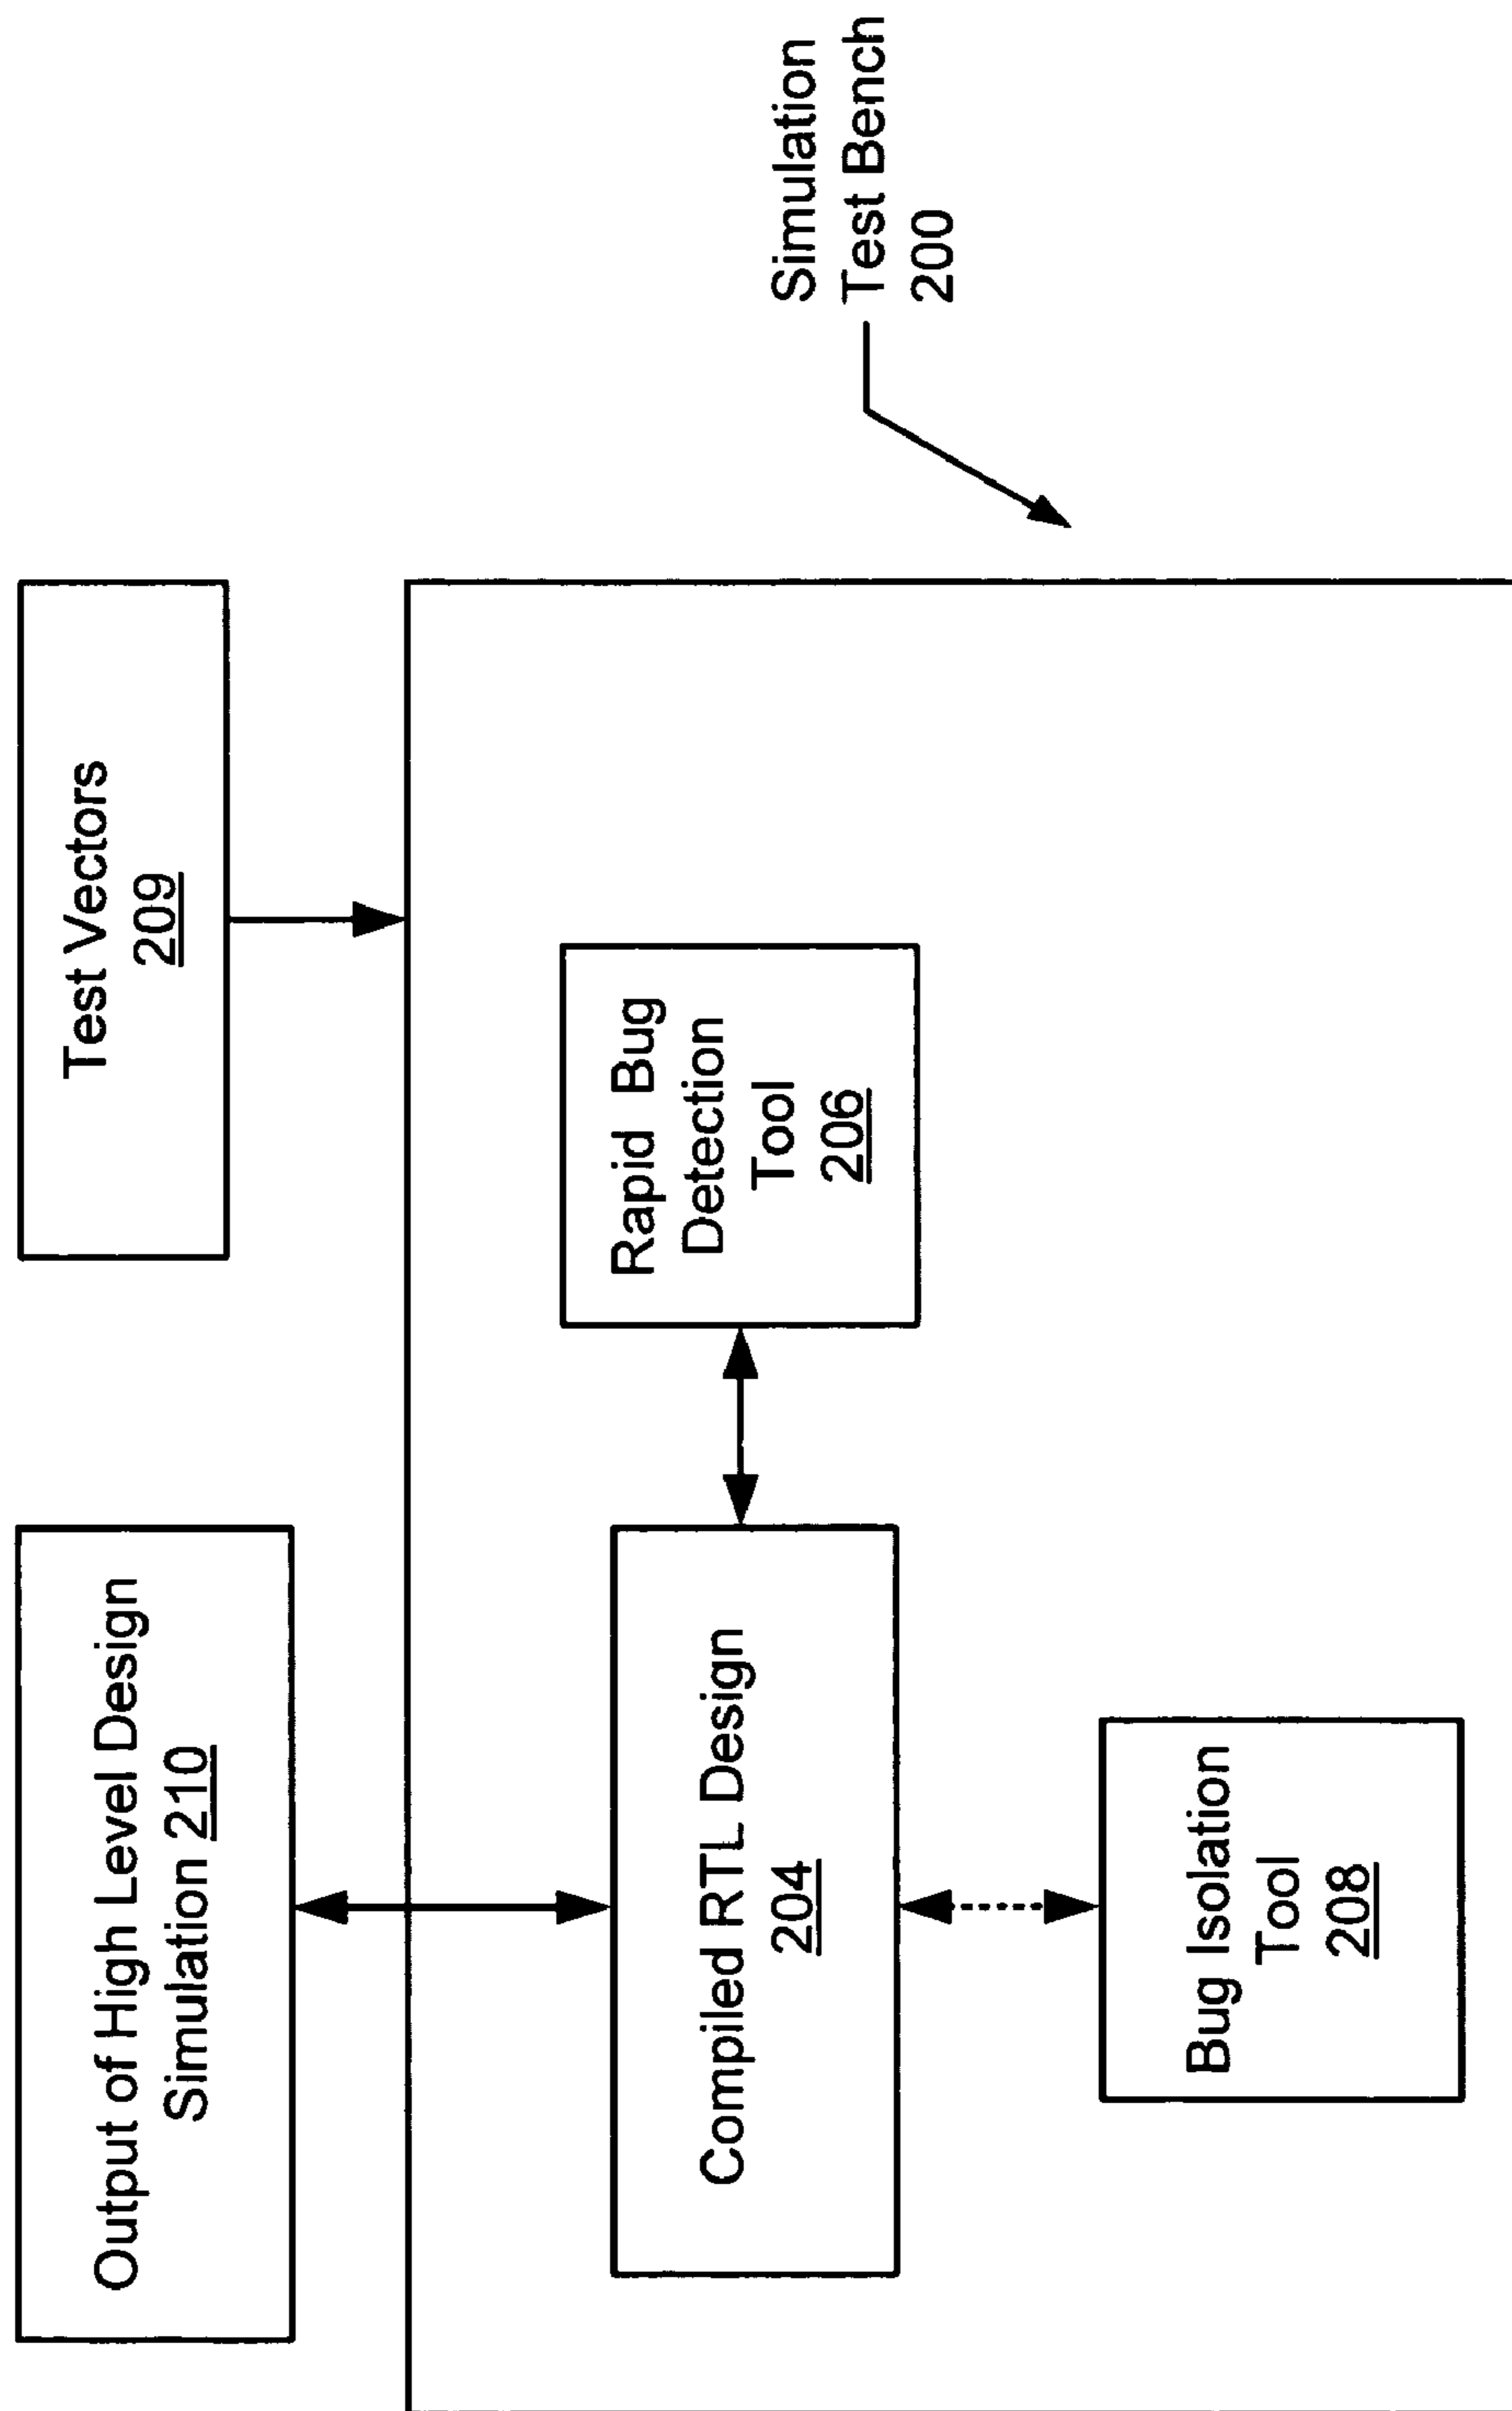 Output of High Level Design
Simulation 210
Test Vectors
209
Compiled RTL Design
204
Rapid Bug
Detection
Tool
206
Bug Isolation
Tool
208
Simulation
Test Bench
200